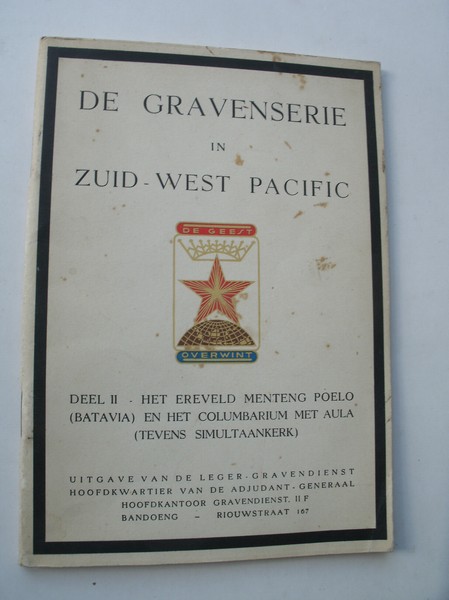 DE GRAVENSERIE
IN
ZUID-WEST PACIFIC
DE GEEST
OVERWINT
DEEL II - HET EREVELD MENTENG POELO
(BATAVIA) EN HET COLUMBARIUM MET AULA
(TEVENS SIMULTAANKERK)
UITGAVE VAN DE LEGER-GRAVENDIENST
HOOFDKWARTIER VAN DE ADJUDANT-GENERAAL
HOOFDKANTOOR GRAVENDIENST, II F
BANDOENG – RIOUWSTRAAT 167